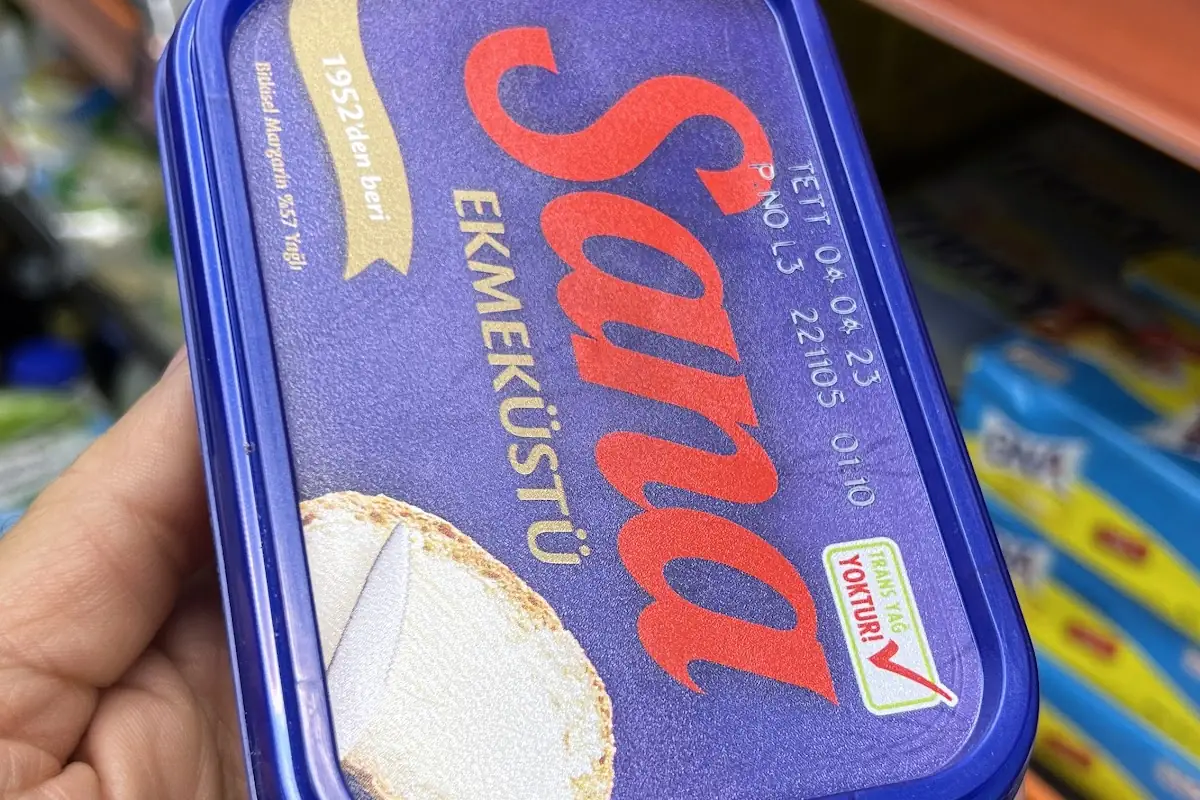 TETT 04 04 23
P NO L3 221105 01:10
TRANS YAĞ
YOKTUR!
Sana
EKMEKÜSTÜ
1952'den beri
Bitkisel Margarin %57 Yağlı